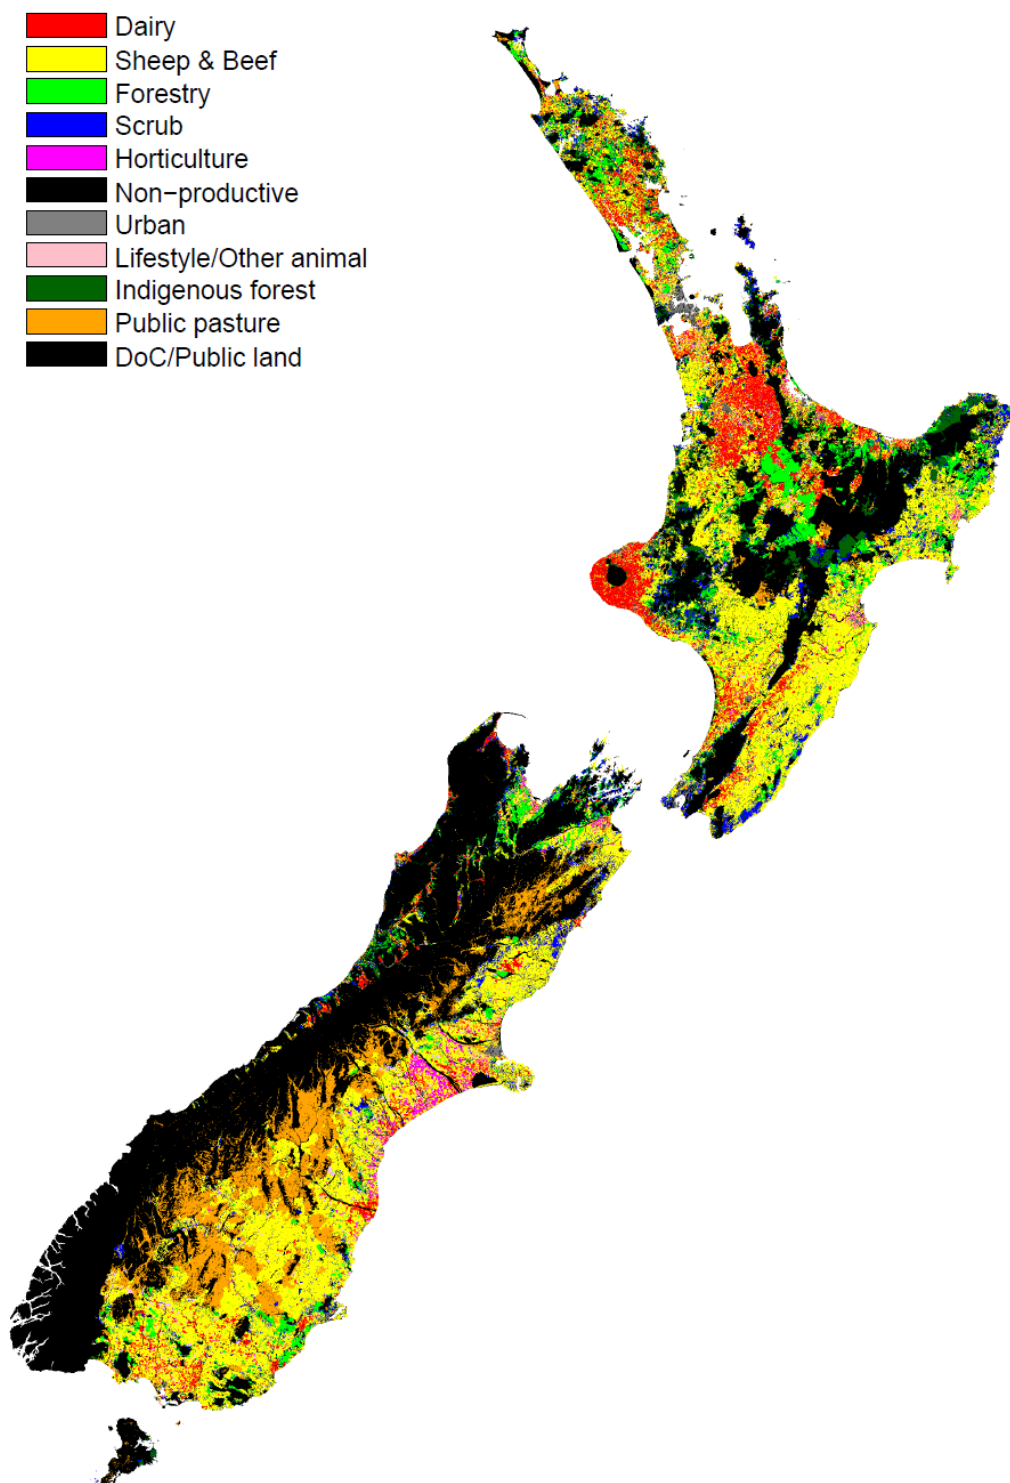 Dairy
Sheep & Beef
Forestry
Scrub
Horticulture
Non−productive
Urban
Lifestyle/Other animal
Indigenous forest
Public pasture
DoC/Public land